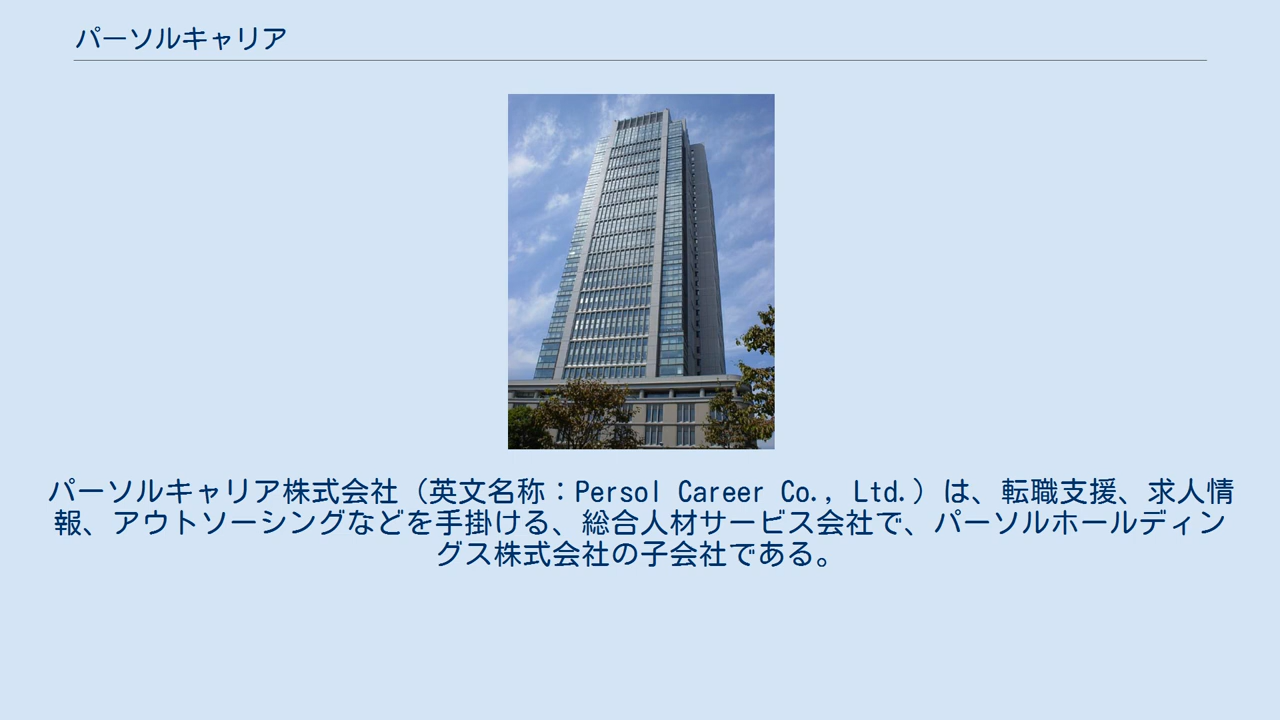 パーソルキャリア
パーソルキャリア株式会社（英文名称：Persol Career Co., Ltd.）は、転職支援、求人情
報、アウトソーシングなどを手掛ける、総合人材サービス会社で、パーソルホールディン
グス株式会社の子会社である。